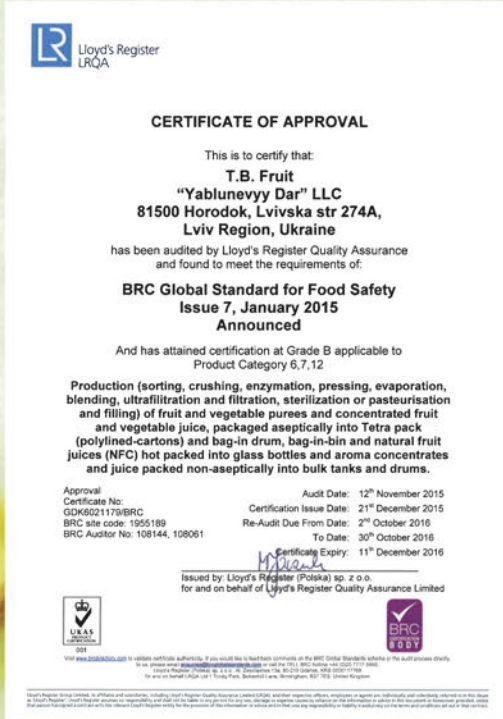 LR
Lloyd's Register
LRQA
CERTIFICATE OF APPROVAL
This is to certify that:
T.B. Fruit
"Yablunevyy Dar" LLC
81500 Horodok, Lvivska str 274A,
Lviv Region, Ukraine
has been audited by Lloyd's Register Quality Assurance
and found to meet the requirements of:
BRC Global Standard for Food Safety
Issue 7, January 2015
Announced
And has attained certification at Grade B applicable to
Product Category 6,7,12
Production (sorting, crushing, enzymation, pressing, evaporation,
blending, ultrafilitration and filtration, sterilization or pasteurisation
and filling) of fruit and vegetable purees and concentrated fruit
and vegetable juice, packaged aseptically into Tetra pack
(polylined-cartons) and bag-in drum, bag-in-bin and natural fruit
juices (NFC) hot packed into glass bottles and aroma concentrates
and juice packed non-aseptically into bulk tanks and drums.
Approval
Certificate No:
GDK6021179/BRC
BRC site code: 1955189
BRC Auditor No: 108144, 108061
Audit Date: 12th November 2015
Certification Issue Date: 21st December 2015
Re-Audit Due From Date: 2nd October 2016
To Date: 30th October 2016
Certificate Expiry: 11th December 2016
Issued by: Lloyd's Register (Polska) sp. z o.o.
for and on behalf of Lloyd's Register Quality Assurance Limited
UKAS
PRODUCT
CERTIFICATION
001
BRC
CERTIFICATION
BODY